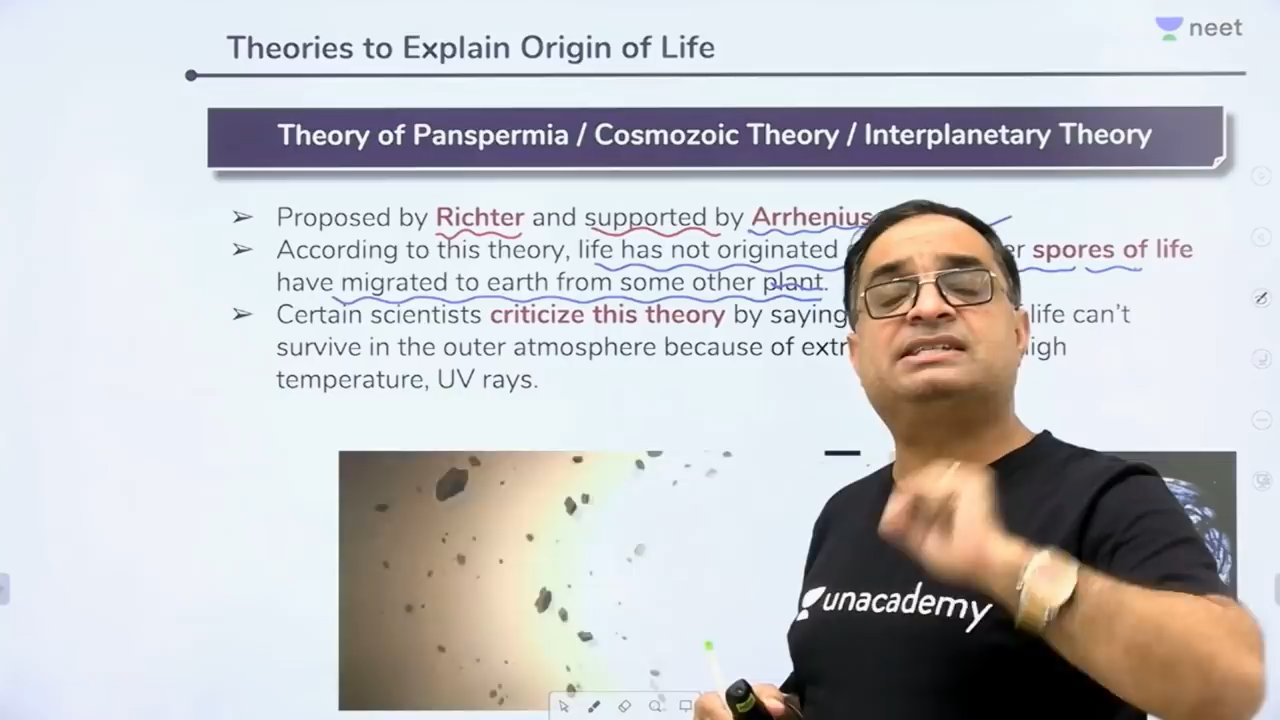 Theories to Explain Origin of Life
neet
Theory of Panspermia / Cosmozoic Theory / Interplanetary Theory
➢ Proposed by Richter and supported by Arrhenius
➢ According to this theory, life has not originated spores of life
have migrated to earth from some other plant.
➢ Certain scientists criticize this theory by saying life can't
survive in the outer atmosphere because of
temperature, UV rays.
unacademy